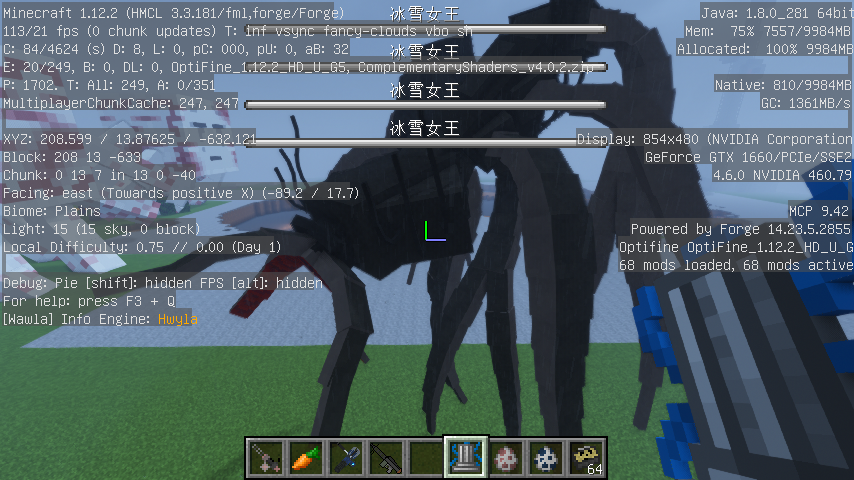 Minecraft 1.12.2 (HMCL 3.3.181/fml,forge/Forge)
113/21 fps (0 chunk updates) T: inf vsync fancy-clouds vbo sh
C: 84/4624 (s) D: 8, L: 0, pC: 000, pU: 0, aB: 32
E: 20/249, B: 0, DL: 0, OptiFine_1.12.2_HD_U_G5, ComplementaryShaders_v4.0.2.zip
P: 1702. T: All: 249, A: 0/351
MultiplayerChunkCache: 247, 247
XYZ: 208.599 / 13.87625 / -632.121
Block: 208 13 -633
Chunk: 0 13 7 in 13 0 -40
Facing: east (Towards positive X) (-89.2 / 17.7)
Biome: Plains
Light: 15 (15 sky, 0 block)
Local Difficulty: 0.75 // 0.00 (Day 1)
Debug: Pie [shift]: hidden FPS [alt]: hidden
For help: press F3 + Q
[Wawla] Info Engine: Hwyla
冰雪女王
冰雪女王
冰雪女王
冰雪女王
Java: 1.8.0_281 64bit
Mem: 75% 7557/9984MB
Allocated: 100% 9984MB
Native: 810/9984MB
GC: 1361MB/s
Display: 854x480 (NVIDIA Corporation
GeForce GTX 1660/PCIe/SSE2
4.6.0 NVIDIA 460.79
MCP 9.42
Powered by Forge 14.23.5.2855
Optifine OptiFine_1.12.2_HD_U_G
68 mods loaded, 68 mods active
64